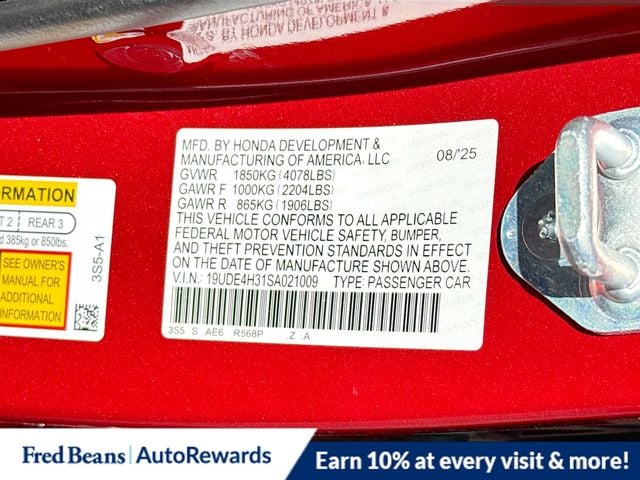 MFD. BY HONDA DEVELOPMENT &
MANUFACTURING OF AMERICA, LLC 08/'25
GVWR 1850KG (4078LBS)
GAWR F 1000KG (2204LBS)
GAWR R 865KG (1906LBS)
THIS VEHICLE CONFORMS TO ALL APPLICABLE
FEDERAL MOTOR VEHICLE SAFETY, BUMPER,
AND THEFT PREVENTION STANDARDS IN EFFECT
ON THE DATE OF MANUFACTURE SHOWN ABOVE.
V.I.N.: 19UDE4H31SA021009 TYPE: PASSENGER CAR
3S5 S AE6 R568P Z A
REAR 3
385kg or 850lbs.
SEE OWNER'S
MANUAL FOR
ADDITIONAL
INFORMATION
3S5-A1
Fred Beans | AutoRewards
Earn 10% at every visit & more!